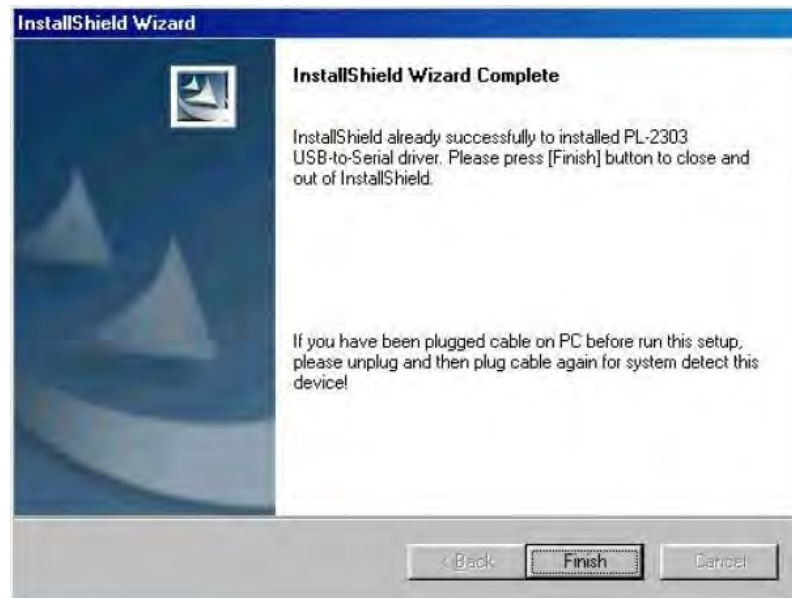 InstallShield Wizard
InstallShield Wizard Complete
InstallShield already successfully to installed PL-2303
USB-to-Serial driver. Please press [Finish] button to close and
out of InstallShield.
If you have been plugged cable on PC before run this setup,
please unplug and then plug cable again for system detect this
device!
< Back Finish Cancel